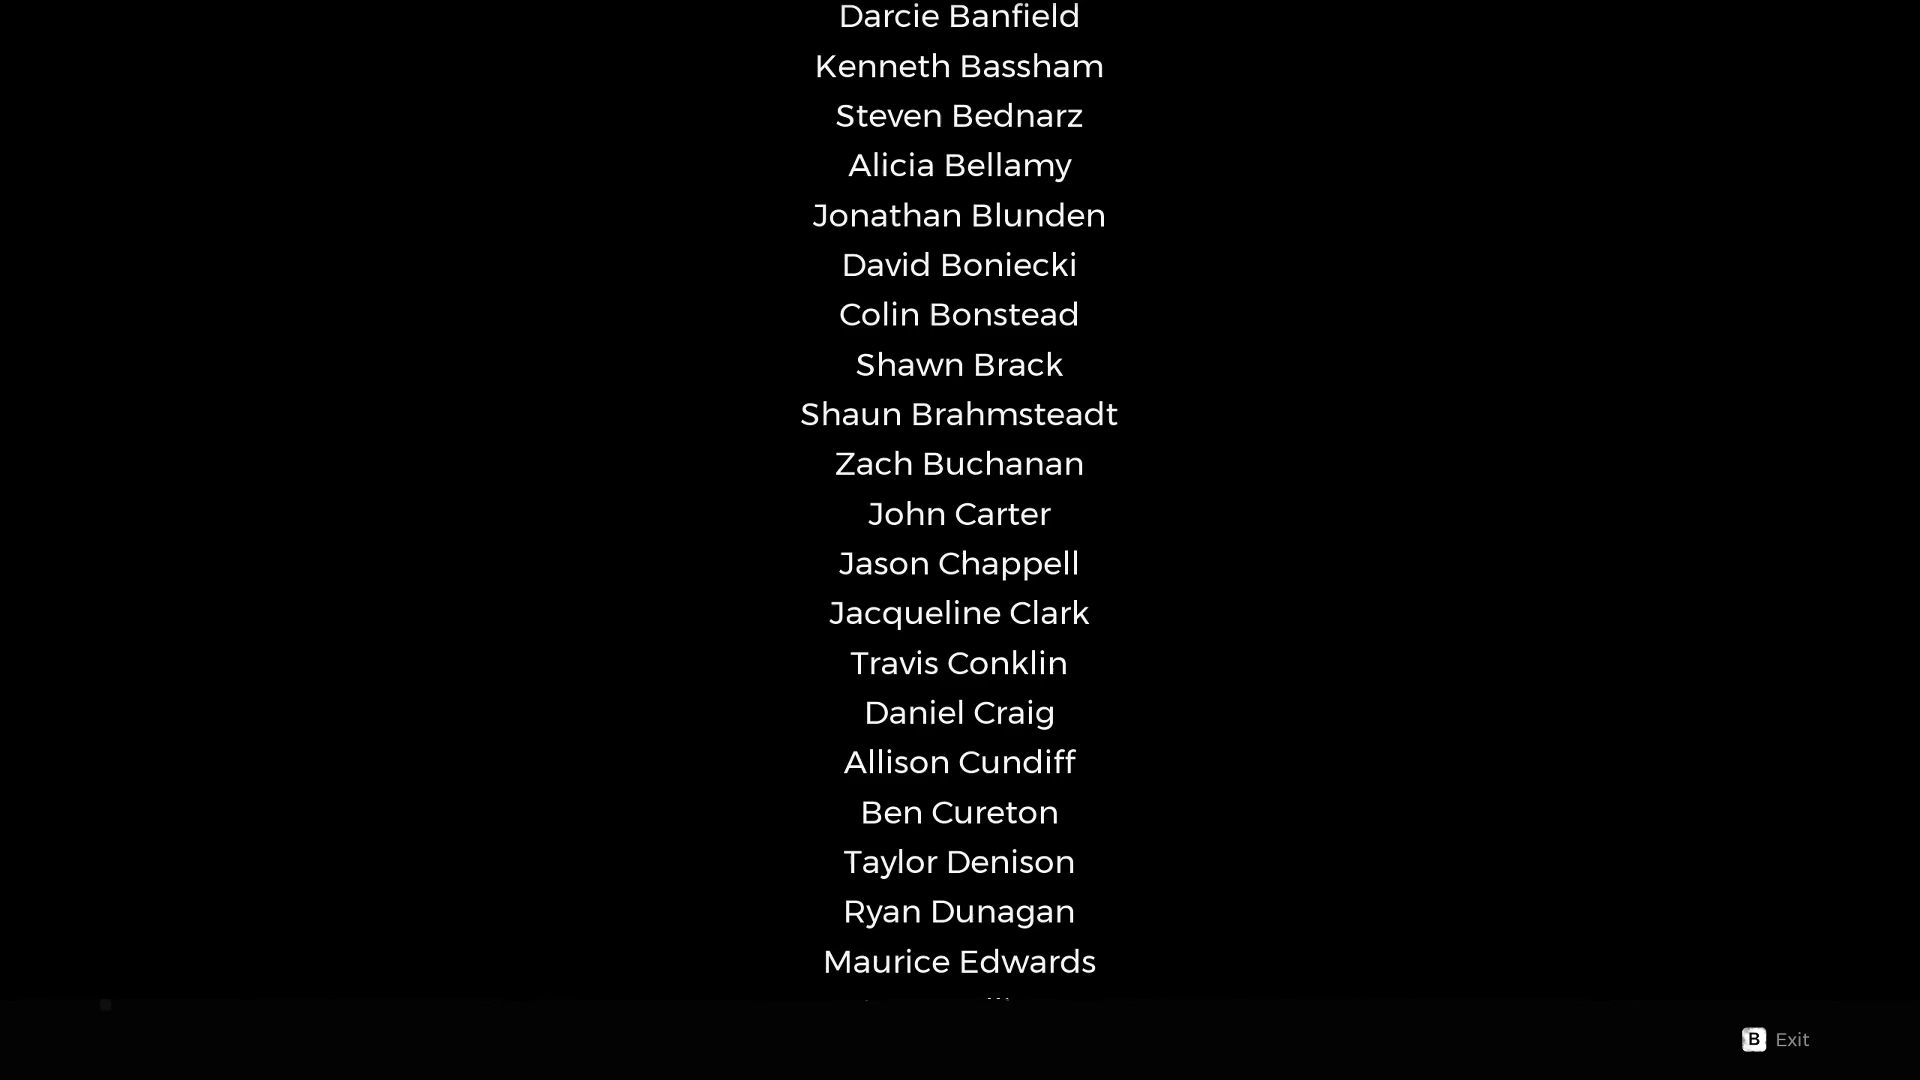 Darcie Banfield
Kenneth Bassham
Steven Bednarz
Alicia Bellamy
Jonathan Blunden
David Boniecki
Colin Bonstead
Shawn Brack
Shaun Brahmsteadt
Zach Buchanan
John Carter
Jason Chappell
Jacqueline Clark
Travis Conklin
Daniel Craig
Allison Cundiff
Ben Cureton
Taylor Denison
Ryan Dunagan
Maurice Edwards
B Exit